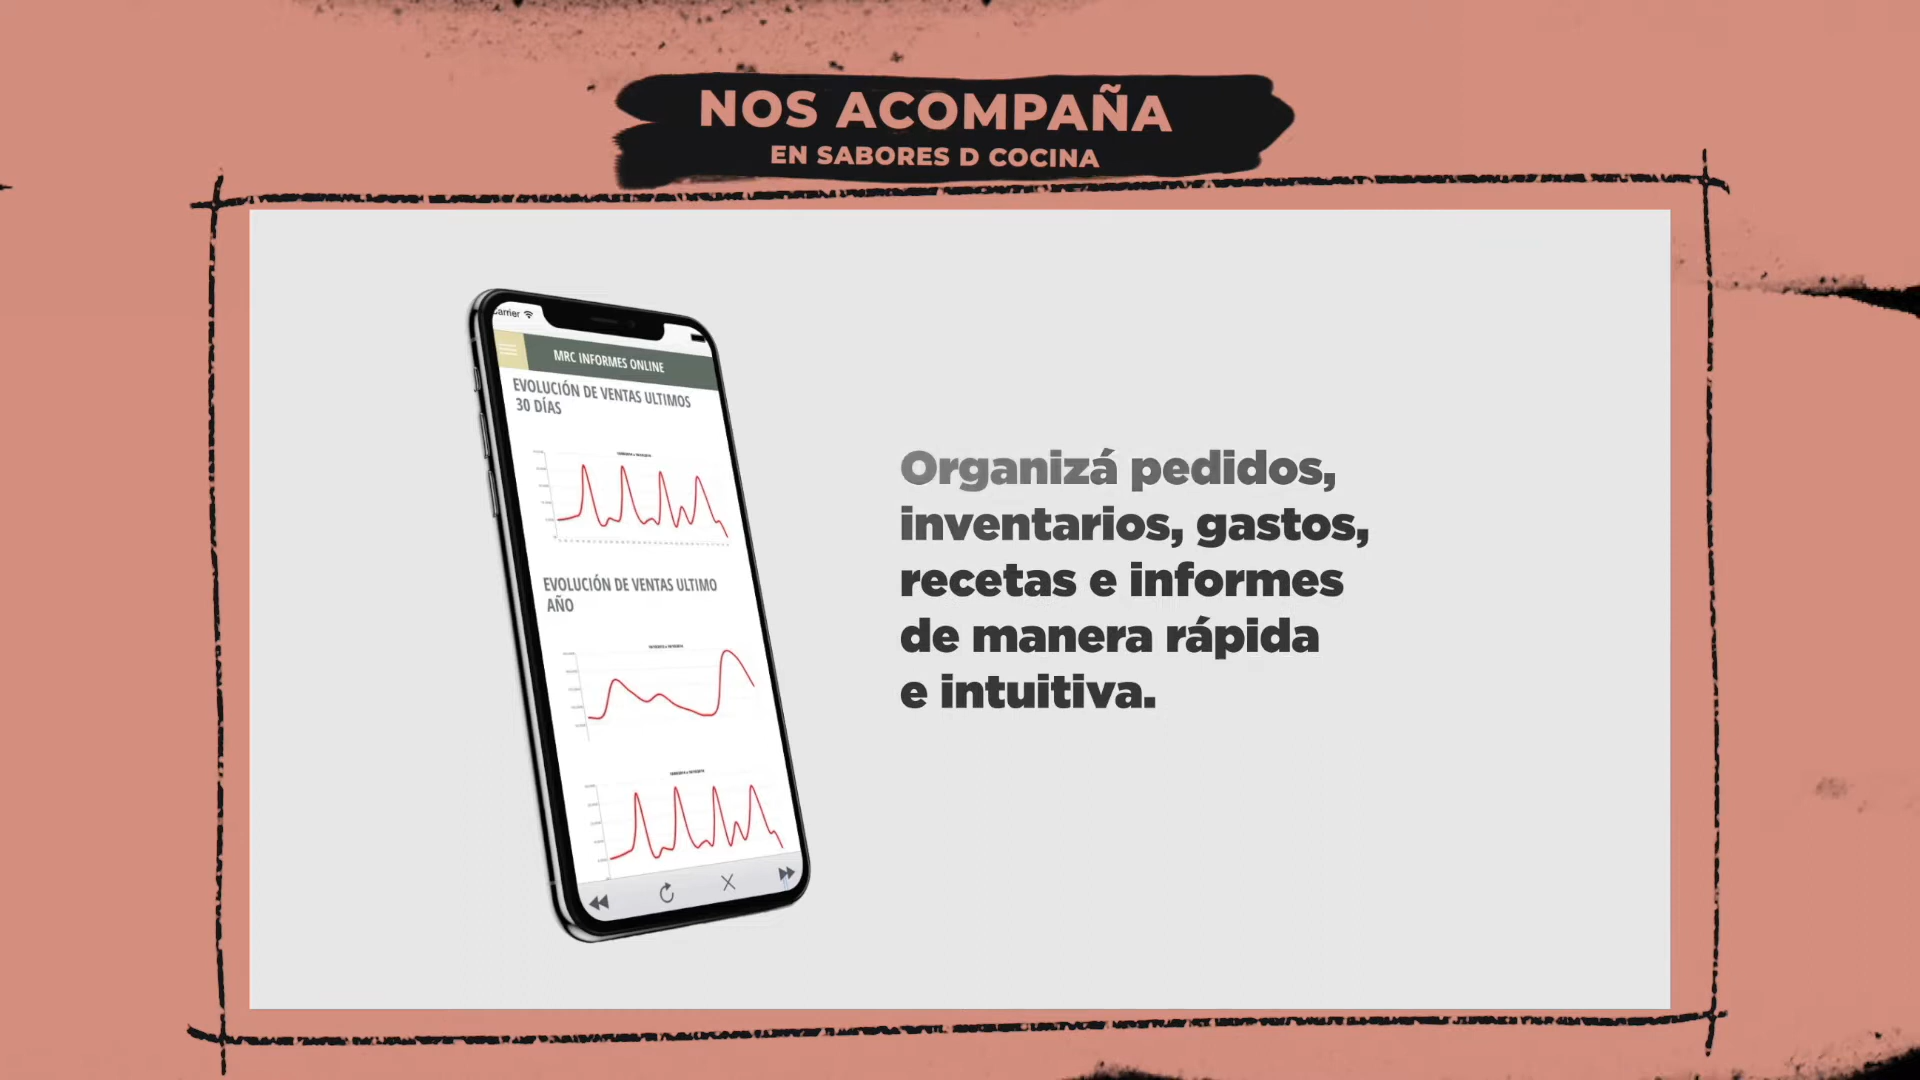 NOS ACOMPAÑA
EN SABORES D COCINA
Carrier
MRC INFORMES ONLINE
EVOLUCIÓN DE VENTAS ULTIMOS
30 DÍAS
EVOLUCIÓN DE VENTAS ULTIMO
AÑO
Organizá pedidos,
inventarios, gastos,
recetas e informes
de manera rápida
e intuitiva.